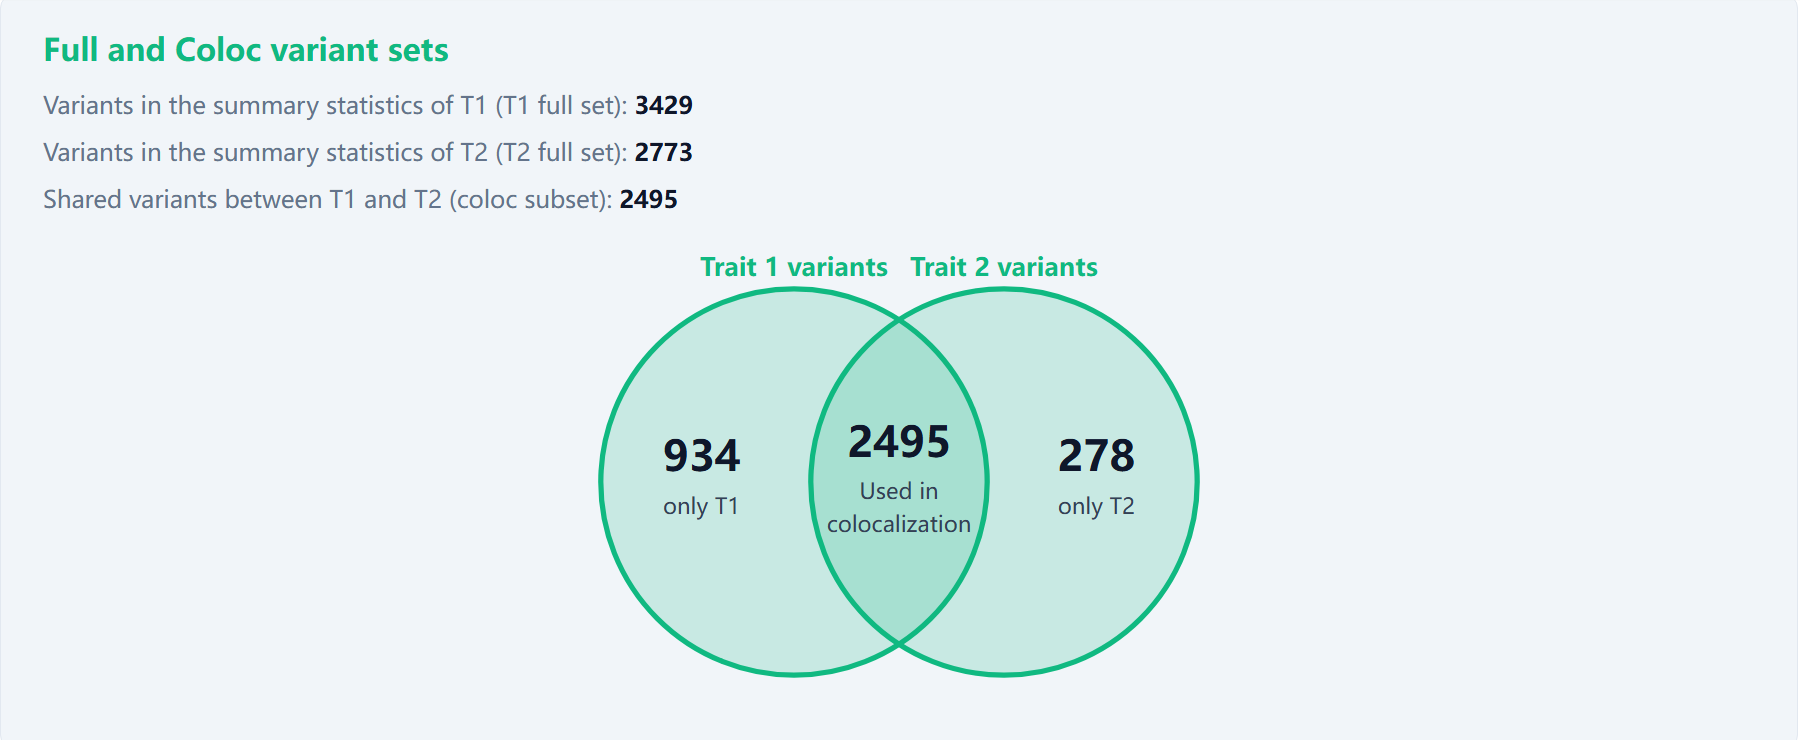 Full and Coloc variant sets
Variants in the summary statistics of T1 (T1 full set): 3429
Variants in the summary statistics of T2 (T2 full set): 2773
Shared variants between T1 and T2 (coloc subset): 2495
Trait 1 variants Trait 2 variants
934
only T1
2495
Used in
colocalization
278
only T2